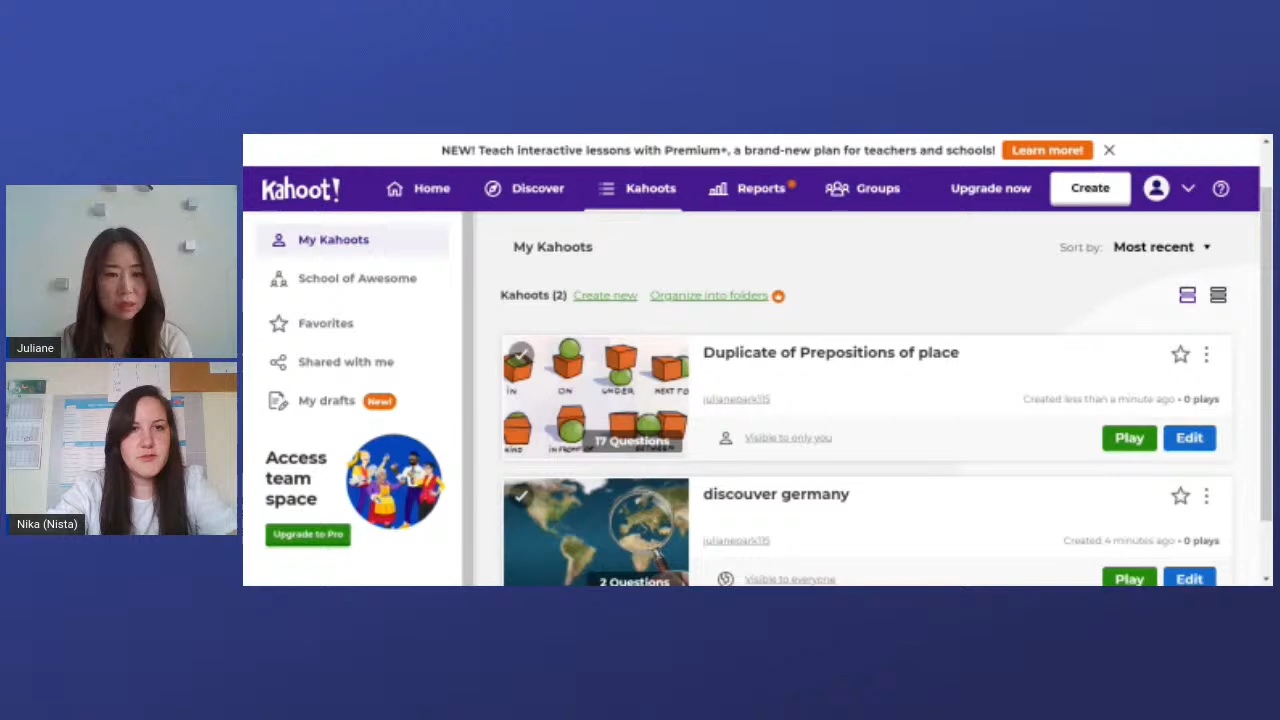 NEW! Teach interactive lessons with Premium+, a brand-new plan for teachers and schools! Learn more!
Kahoot! Home Discover Kahoots Reports Groups Upgrade now Create
My Kahoots
School of Awesome
Favorites
Shared with me
My drafts New!
Access
team
space
Upgrade to Pro
My Kahoots
Sort by: Most recent
Kahoots (2) Create new Organize into folders
IN ON UNDER NEXT TO
17 Questions
Duplicate of Prepositions of place
julianepark115
Created less than a minute ago • 0 plays
Visible to only you
Play Edit
2 Questions
discouver germany
julianepark115
Created 4 minutes ago • 0 plays
Visible to everyone
Play Edit
Juliane
Nika (Nista)